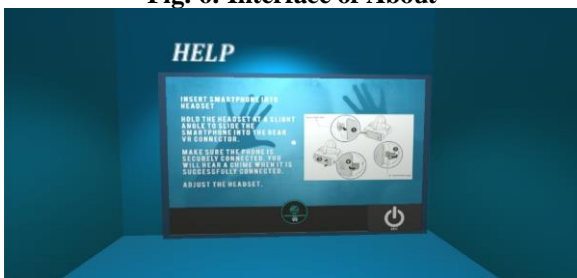 Fig. 6: Interface of About
HELP
INSERT SMARTPHONE INTO
HEADSET
HOLD THE HEADSET AT A SLIGHT
ANGLE TO SLIDE THE
SMARTPHONE INTO THE REAR
VR CONNECTOR.
MAKE SURE THE PHONE IS
SECURELY CONNECTED. YOU
WILL HEAR A CHIME WHEN IT IS
SUCCESSFULLY CONNECTED.
ADJUST THE HEADSET.